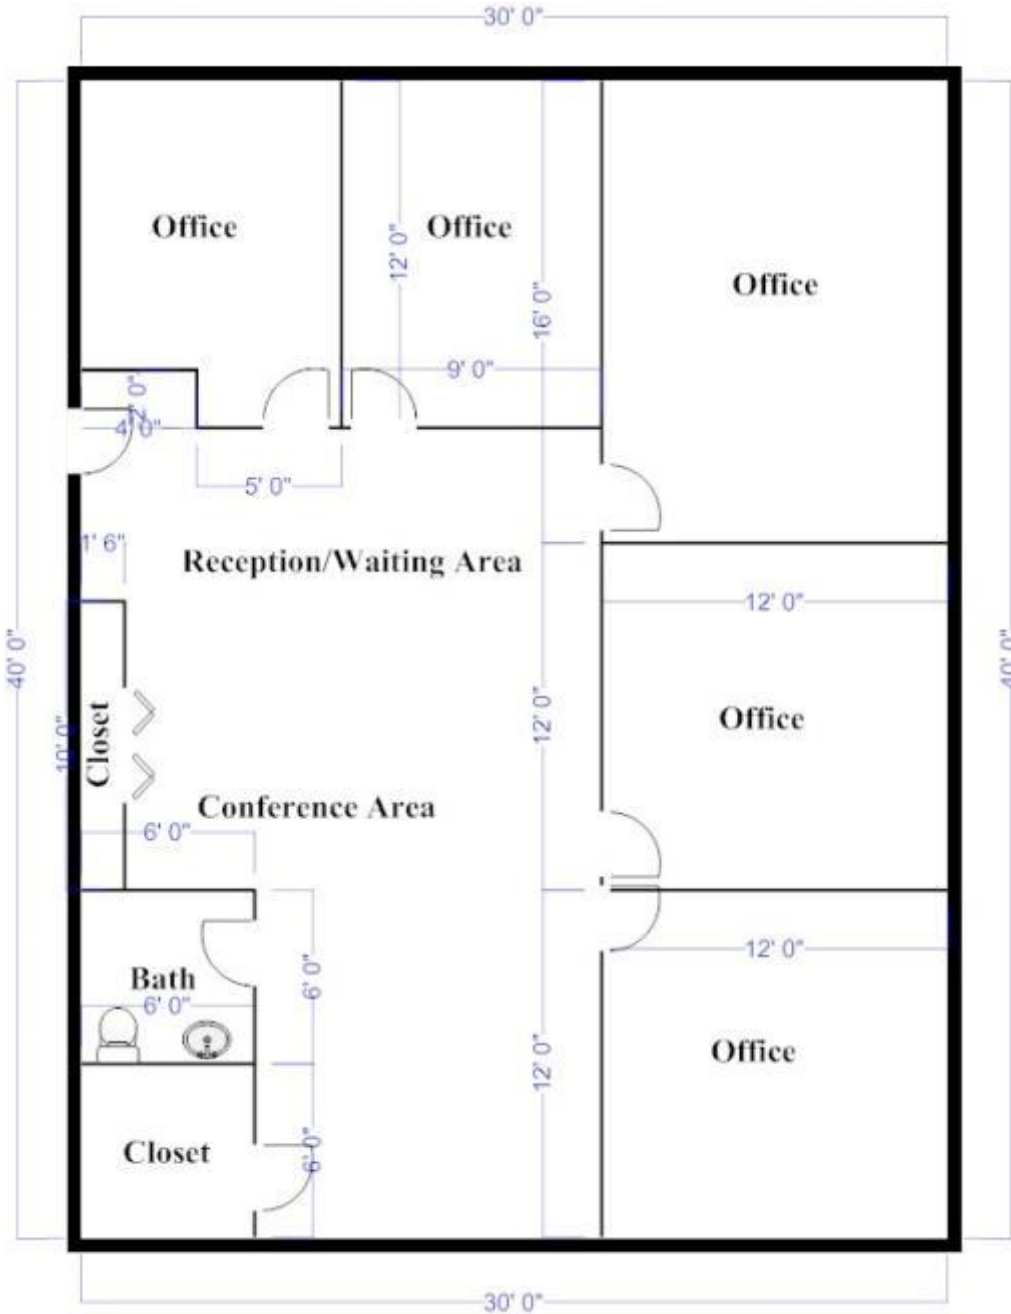 30' 0"
Office
Office
12' 0"
Office
16' 0"
9' 0"
2' 0"
4' 0"
5' 0"
1' 6"
Reception/Waiting Area
12' 0"
40' 0"
40' 0"
Closet
10' 0"
12' 0"
Office
Conference Area
6' 0"
12' 0"
Bath
6' 0"
6' 0"
12' 0"
Office
Closet
6' 0"
30' 0"